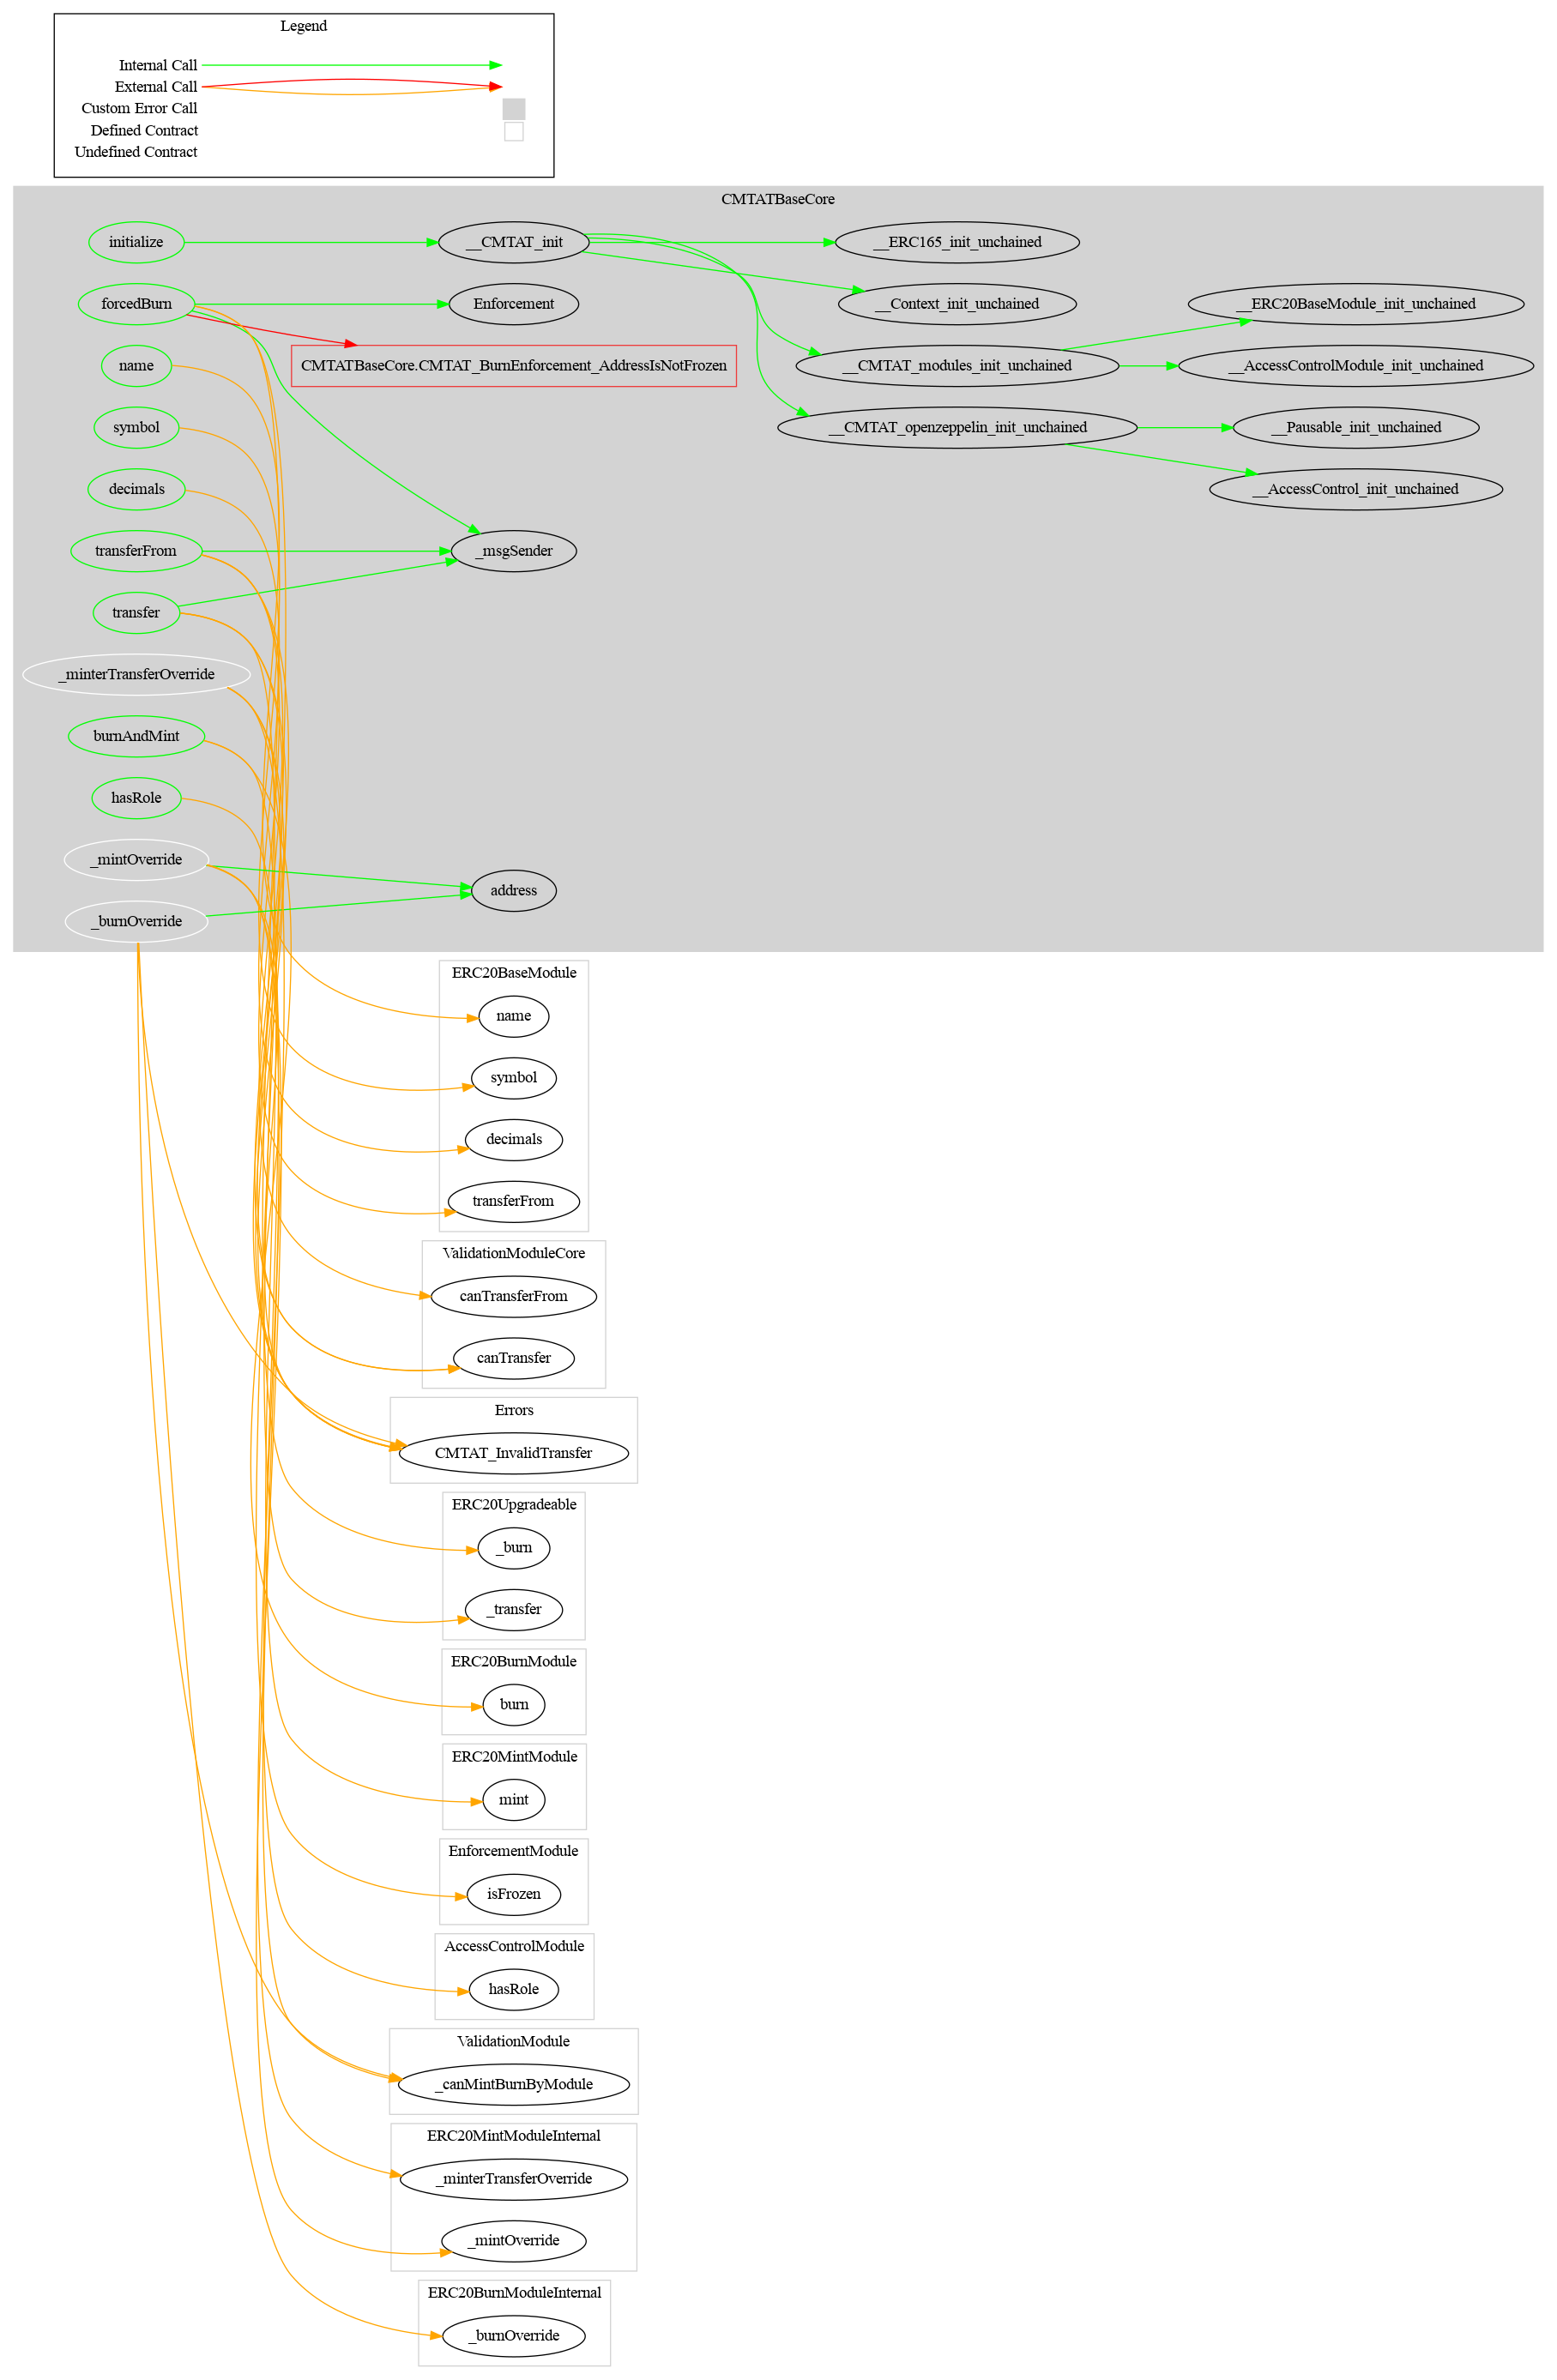 Legend
Internal Call
External Call
Custom Error Call
Defined Contract
Undefined Contract
CMTATBaseCore
initialize
__CMTAT_init
__ERC165_init_unchained
forcedBurn
Enforcement
__Context_init_unchained
__ERC20BaseModule_init_unchained
name
CMTATBaseCore.CMTAT_BurnEnforcement_AddressIsNotFrozen
__CMTAT_modules_init_unchained
__AccessControlModule_init_unchained
symbol
__CMTAT_openzeppelin_init_unchained
__Pausable_init_unchained
decimals
__AccessControl_init_unchained
transferFrom
_msgSender
transfer
_minterTransferOverride
burnAndMint
hasRole
_mintOverride
address
_burnOverride
ERC20BaseModule
name
symbol
decimals
transferFrom
ValidationModuleCore
canTransferFrom
canTransfer
Errors
CMTAT_InvalidTransfer
ERC20Upgradeable
_burn
_transfer
ERC20BurnModule
burn
ERC20MintModule
mint
EnforcementModule
isFrozen
AccessControlModule
hasRole
ValidationModule
_canMintBurnByModule
ERC20MintModuleInternal
_minterTransferOverride
_mintOverride
ERC20BurnModuleInternal
_burnOverride